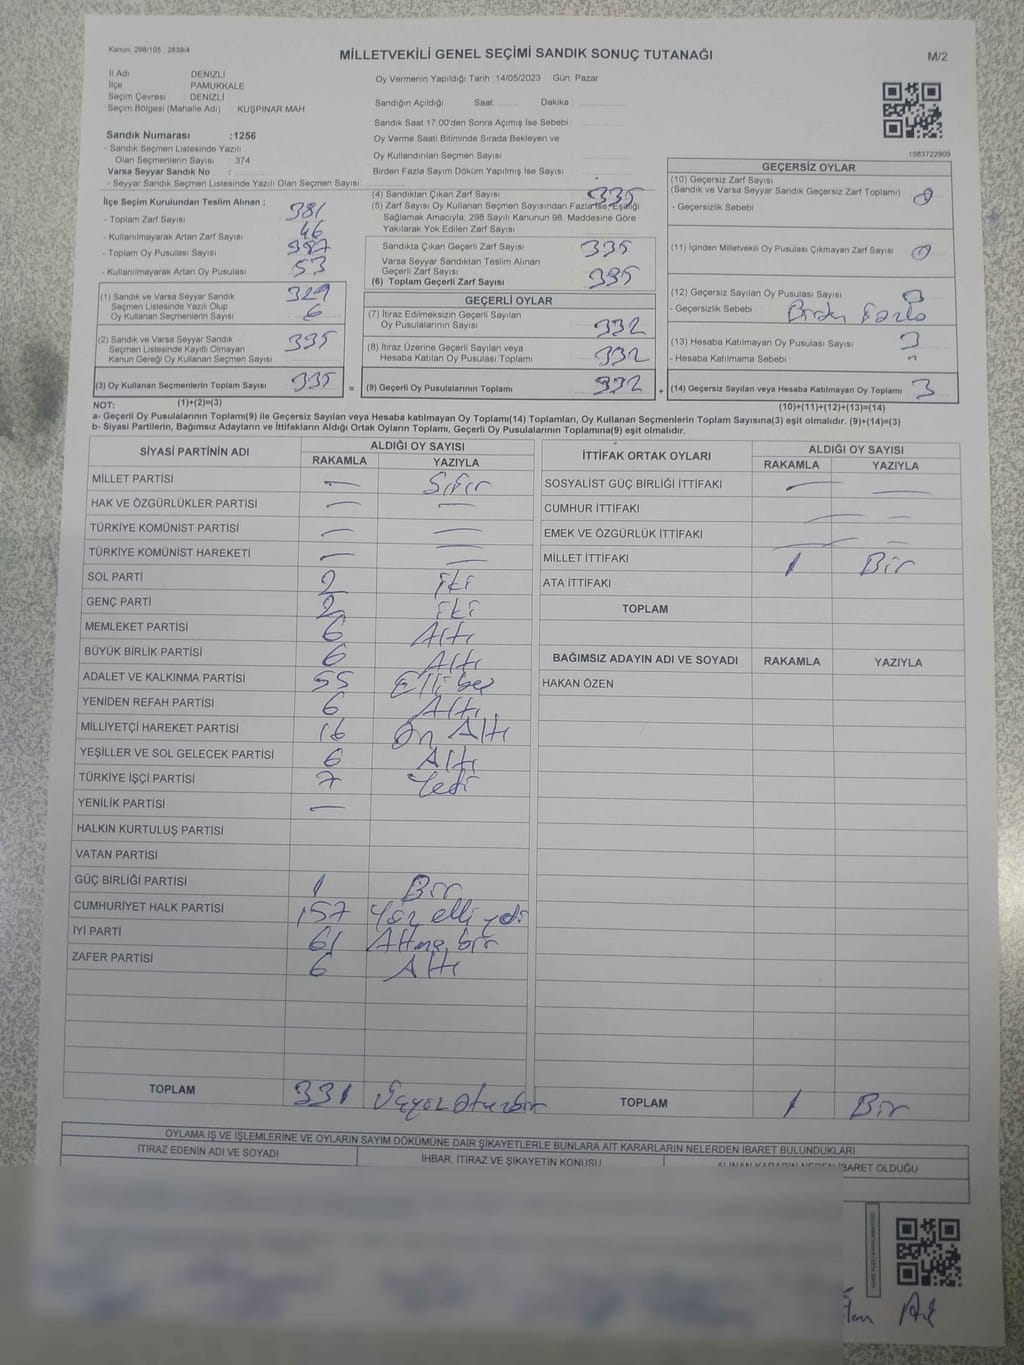 Kanun: 298/105 , 2839/4
MİLLETVEKİLİ GENEL SEÇİMİ SANDIK SONUÇ TUTANAĞI
M/2
İl Adı DENİZLİ
İlçe PAMUKKALE
Seçim Çevresi DENİZLİ
Seçim Bölgesi (Mahalle Adı) : KUŞPINAR MAH.
Sandık Numarası :1256
- Sandık Seçmen Listesinde Yazılı
Olan Seçmenlerin Sayısı : 374
Varsa Seyyar Sandık No :
- Seyyar Sandık Seçmen Listesinde Yazılı Olan Seçmen Sayısı:
Oy Vermenin Yapıldığı Tarih :14/05/2023 Gün: Pazar
Sandığın Açıldığı Saat: Dakika :
Sandık Saat 17:00'den Sonra Açımış İse Sebebi :
Oy Verme Saati Bitiminde Sırada Bekleyen ve
Oy Kullandırılan Seçmen Sayısı :
Birden Fazla Sayım Döküm Yapılmış İse Sayısı :
1083722909
İlçe Seçim Kurulundan Teslim Alınan ;
- Toplam Zarf Sayısı 381
- Kullanılmayarak Artan Zarf Sayısı 46
- Toplam Oy Pusulası 387
- Kullanılmayarak Artan Oy Pusulası 53
(1) Sandık ve Varsa Seyyar Sandık
Seçmen Listesinde Yazılı Olup
Oy Kullanan Seçmenlerin Sayısı 329
6
(2) Sandık ve Varsa Seyyar Sandık
Seçmen Listesinde Kayıtlı Olmayan
Kanun Gereği Oy Kullanan Seçmen Sayısı 335
(3) Oy Kullanan Seçmenlerin Toplam Sayısı 335 =
(4) Sandıktan Çıkan Zarf Sayısı 335
(5) Zarf Sayısı Oy Kullanan Seçmen Sayısından Fazla İse, Eşitliği
Sağlamak Amacıyla; 298 Sayılı Kanunun 98. Maddesine Göre
Yakılarak Yok Edilen Zarf Sayısı
Sandıkta Çıkan Geçerli Zarf Sayısı 335
Varsa Seyyar Sandıktan Teslim Alınan
Geçerli Zarf Sayısı
(6) Toplam Geçerli Zarf Sayısı 335
GEÇERLİ OYLAR
(7) İtiraz Edilmeksizin Geçerli Sayılan
Oy Pusulalarının Sayısı 332
(8) İtiraz Üzerine Geçerli Sayılan veya
Hesaba Katılan Oy Pusulası Toplamı 332
(9) Geçerli Oy Pusulalarının Toplamı 332 +
GEÇERSİZ OYLAR
(10) Geçersiz Zarf Sayısı
(Sandık ve Varsa Seyyar Sandık Geçersiz Zarf Toplamı) 0
- Geçersizlik Sebebi
(11) İçinden Milletvekili Oy Pusulası Çıkmayan Zarf Sayısı 0
(12) Geçersiz Sayılan Oy Pusulası Sayısı 3
- Geçersizlik Sebebi Birden Fazla
(13) Hesaba Katılmayan Oy Pusulası Sayısı 3
- Hesaba Katılmama Sebebi :
(14) Geçersiz Sayılan veya Hesaba Katılmayan Oy Toplamı 3
NOT: (1)+(2)=(3)
(10)+(11)+(12)+(13)=(14)
a- Geçerli Oy Pusulalarının Toplamı(9) ile Geçersiz Sayılan veya Hesaba katılmayan Oy Toplamı(14) Toplamları, Oy Kullanan Seçmenlerin Toplam Sayısına(3) eşit olmalıdır. (9)+(14)=(3)
b- Siyasi Partilerin, Bağımsız Adayların ve İttifakların Aldığı Ortak Oyların Toplamı, Geçerli Oy Pusulalarının Toplamına(9) eşit olmalıdır.
SİYASİ PARTİNİN ADI ALDIĞI OY SAYISI
RAKAMLA YAZIYLA
MİLLET PARTİSİ — Sıfır
HAK VE ÖZGÜRLÜKLER PARTİSİ — —
TÜRKİYE KOMÜNİST PARTİSİ — —
TÜRKİYE KOMÜNİST HAREKETİ — —
SOL PARTİ 2 iki
GENÇ PARTİ 2 iki
MEMLEKET PARTİSİ 6 Altı
BÜYÜK BİRLİK PARTİSİ 6 Altı
ADALET VE KALKINMA PARTİSİ 55 Elli beş
YENİDEN REFAH PARTİSİ 6 Altı
MİLLİYETÇİ HAREKET PARTİSİ 16 On Altı
YEŞİLLER VE SOL GELECEK PARTİSİ 6 Altı
TÜRKİYE İŞÇİ PARTİSİ 7 Yedi
YENİLİK PARTİSİ —
HALKIN KURTULUŞ PARTİSİ
VATAN PARTİSİ
GÜÇ BİRLİĞİ PARTİSİ 1 Bir
CUMHURİYET HALK PARTİSİ 157 Yüz elli yedi
İYİ PARTİ 61 Altmış bir
ZAFER PARTİSİ 6 Altı
TOPLAM 331 Üçyüz Otuzbir
İTTİFAK ORTAK OYLARI ALDIĞI OY SAYISI
RAKAMLA YAZIYLA
SOSYALİST GÜÇ BİRLİĞİ İTTİFAKI — —
CUMHUR İTTİFAKI — —
EMEK VE ÖZGÜRLÜK İTTİFAKI — —
MİLLET İTTİFAKI 1 Bir
ATA İTTİFAKI
TOPLAM
BAĞIMSIZ ADAYIN ADI VE SOYADI RAKAMLA YAZIYLA
HAKAN ÖZEN
TOPLAM 1 Bir
OYLAMA İŞ VE İŞLEMLERİNE VE OYLARIN SAYIM DÖKÜMÜNE DAİR ŞİKAYETLERLE BUNLARA AİT KARARLARIN NELERDEN İBARET BULUNDUKLARI
İTİRAZ EDENİN ADI VE SOYADI İHBAR, İTİRAZ VE ŞİKAYETİN KONUSU ALINAN KARARIN NEDEN İBARET OLDUĞU